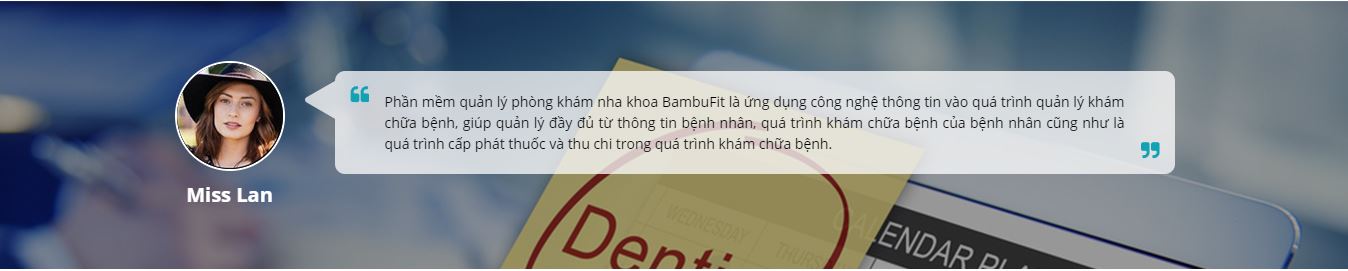 Phần mềm quản lý phòng khám nha khoa BambuFit là ứng dụng công nghệ thông tin vào quá trình quản lý khám
chữa bệnh, giúp quản lý đầy đủ từ thông tin bệnh nhân, quá trình khám chữa bệnh của bệnh nhân cũng như là
quá trình cấp phát thuốc và thu chi trong quá trình khám chữa bệnh.
Miss Lan
WEDNESDAY
CALENDAR